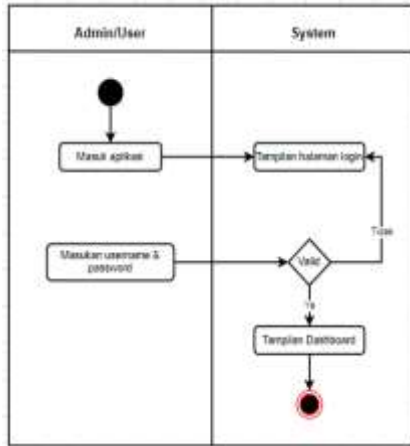 Admin/User
System
Masuk aplikasi
Tampilan halaman login
Masukan username &
password
Valid
Tidak
Ya
Tampilan Dashboard